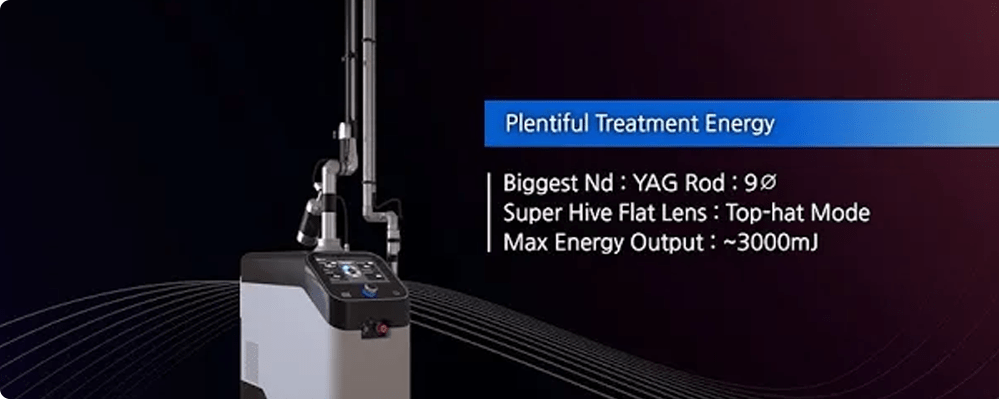 Plentiful Treatment Energy
Biggest Nd : YAG Rod : 9∅
Super Hive Flat Lens : Top-hat Mode
Max Energy Output : ~3000mJ